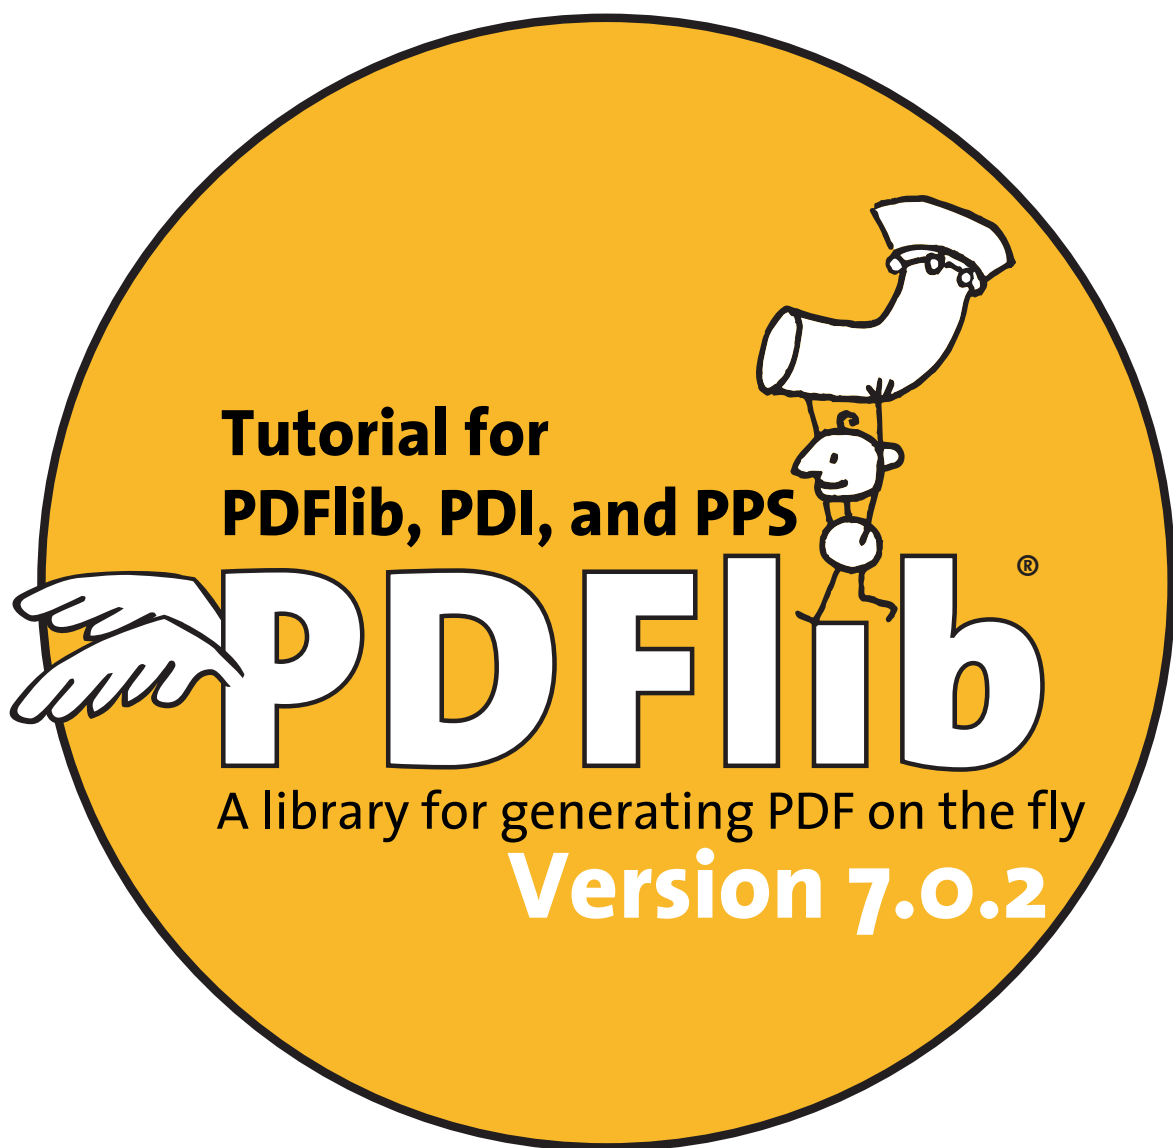 Tutorial for
PDFlib, PDI, and PPS
PDFlib®
A library for generating PDF on the fly
Version 7.0.2